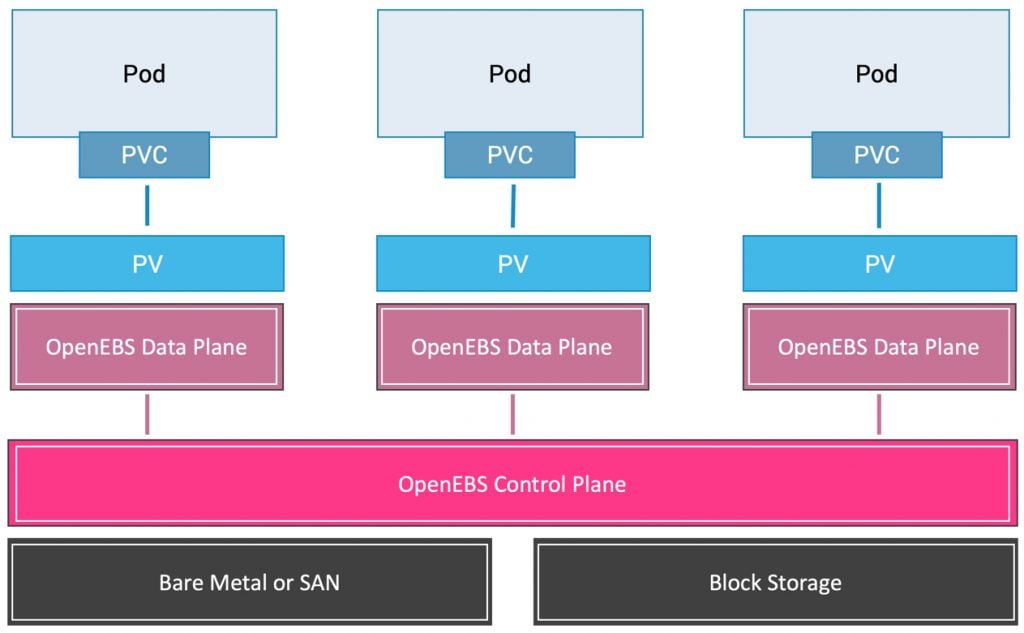 Pod
Pod
Pod
PVC
PVC
PVC
PV
PV
PV
OpenEBS Data Plane
OpenEBS Data Plane
OpenEBS Data Plane
OpenEBS Control Plane
Bare Metal or SAN
Block Storage